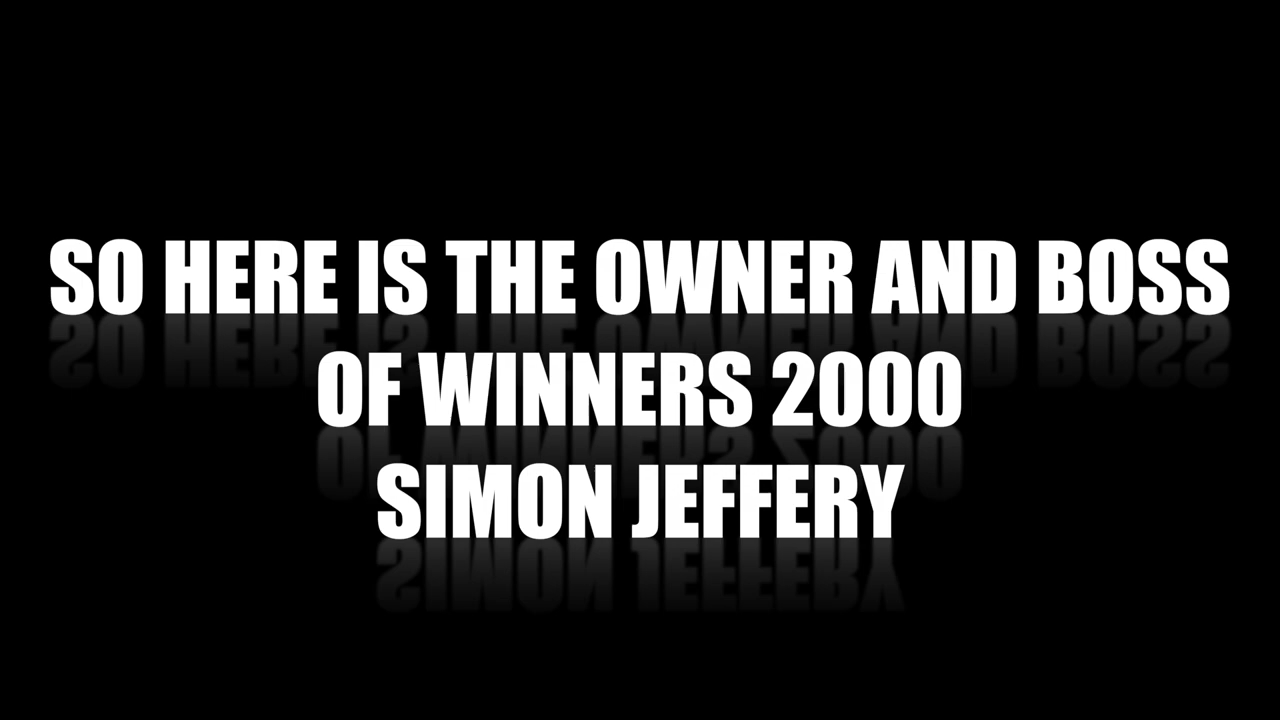 SO HERE IS THE OWNER AND BOSS
OF WINNERS 2000
SIMON JEFFERY